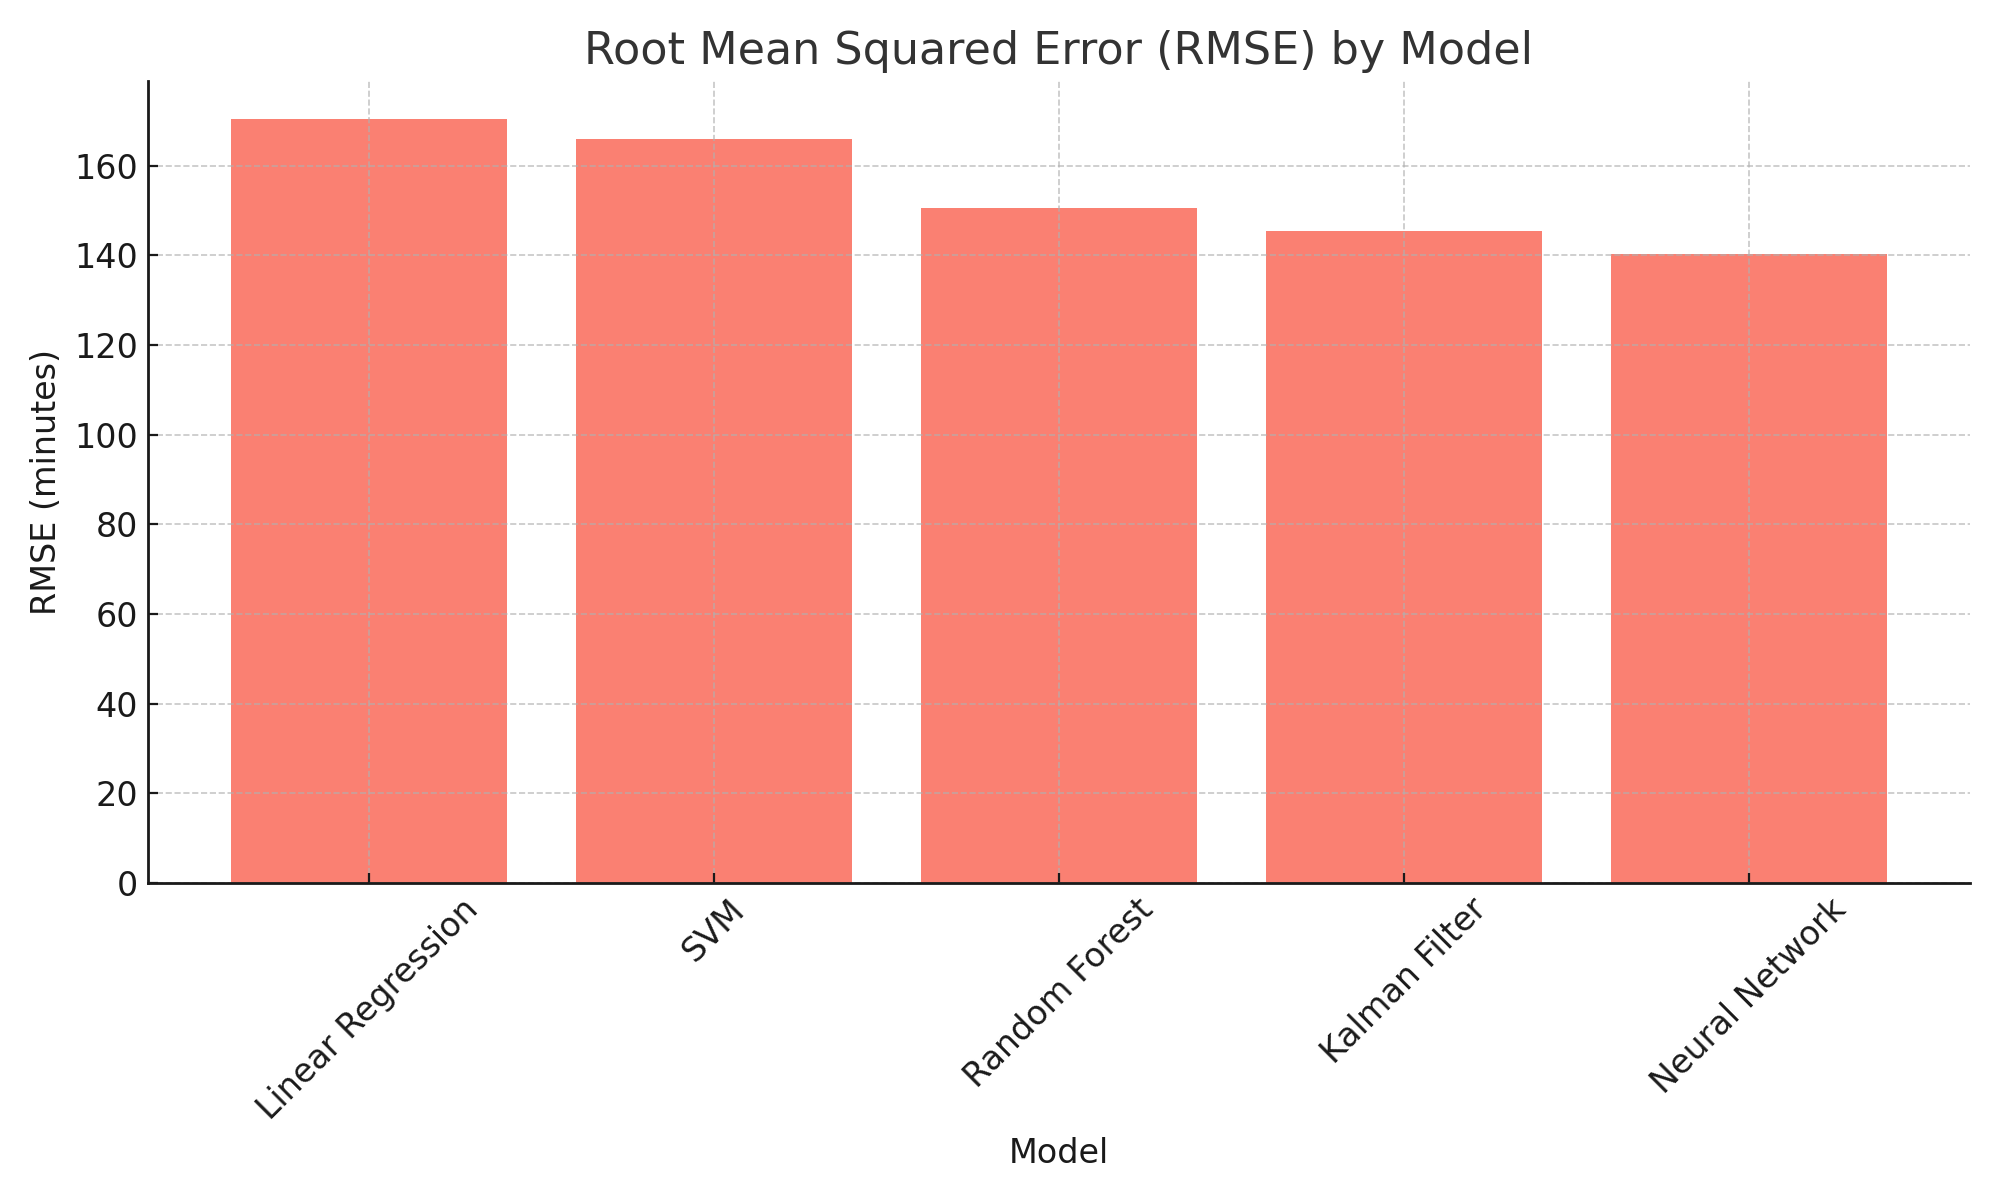 Root Mean Squared Error (RMSE) by Model
RMSE (minutes)
160
140
120
100
80
60
40
20
0
Linear Regression
SVM
Random Forest
Kalman Filter
Neural Network
Model